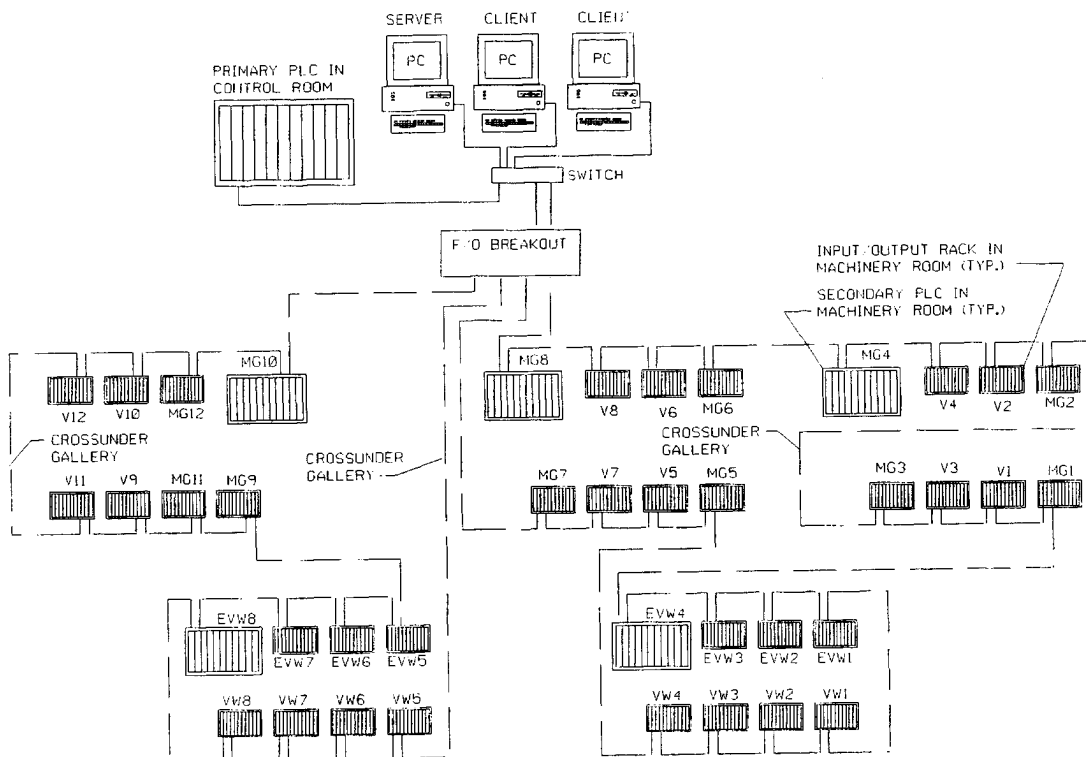 SERVER
CLIENT
CLIENT
PC
PC
PC
PRIMARY PLC IN
CONTROL ROOM
SWITCH
F/O BREAKOUT
INPUT/OUTPUT RACK IN
MACHINERY ROOM (TYP.)
SECONDARY PLC IN
MACHINERY ROOM (TYP.)
MG10
MG8
MG4
V12
V10
MG12
V8
V6
MG6
V4
V2
MG2
CROSSUNDER
GALLERY
CROSSUNDER
GALLERY
CROSSUNDER
GALLERY
V11
V9
MG11
MG9
MG7
V7
V5
MG5
MG3
V3
V1
MG1
EVW8
EVW7
EVW6
EVW5
EVW4
EVW3
EVW2
EVW1
VW8
VW7
VW6
VW5
VW4
VW3
VW2
VW1